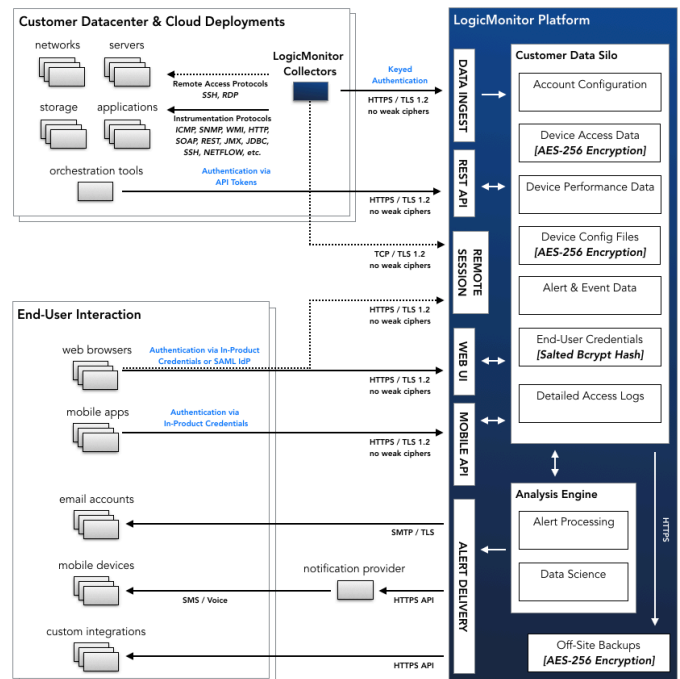 Customer Datacenter & Cloud Deployments
networks
servers
LogicMonitor
Collectors
Remote Access Protocols
SSH, RDP
storage
applications
Instrumentation Protocols
ICMP, SNMP, WMI, HTTP,
SOAP, REST, JMX, JDBC,
SSH, NETFLOW, etc.
Keyed
Authentication
HTTPS / TLS 1.2
no weak ciphers
orchestration tools
Authentication via
API Tokens
HTTPS / TLS 1.2
no weak ciphers
TCP / TLS 1.2
no weak ciphers
End-User Interaction
HTTPS / TLS 1.2
no weak ciphers
web browsers
Authentication via In-Product
Credentials or SAML IdP
HTTPS / TLS 1.2
no weak ciphers
mobile apps
Authentication via
In-Product Credentials
HTTPS / TLS 1.2
no weak ciphers
email accounts
SMTP / TLS
mobile devices
SMS / Voice
notification provider
HTTPS API
custom integrations
HTTPS API
LogicMonitor Platform
DATA INGEST
REST API
REMOTE
SESSION
WEB UI
MOBILE API
ALERT DELIVERY
Customer Data Silo
Account Configuration
Device Access Data
[AES-256 Encryption]
Device Performance Data
Device Config Files
[AES-256 Encryption]
Alert & Event Data
End-User Credentials
[Salted Bcrypt Hash]
Detailed Access Logs
Analysis Engine
Alert Processing
Data Science
HTTPS
Off-Site Backups
[AES-256 Encryption]